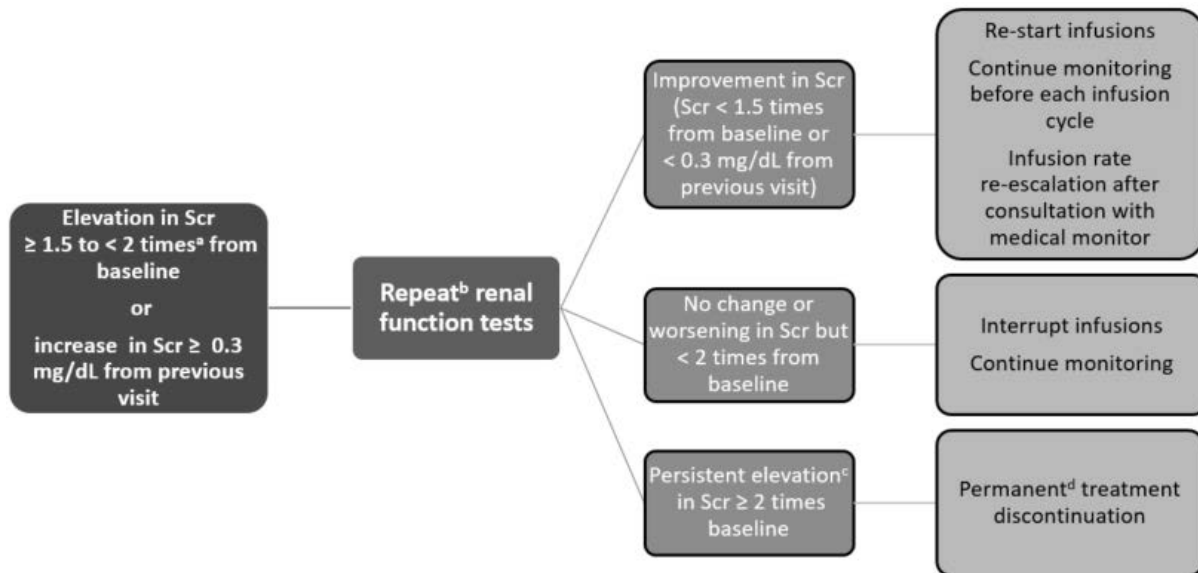 Elevation in Scr
≥ 1.5 to < 2 timesᵃ from
baseline
or
increase in Scr ≥ 0.3
mg/dL from previous
visit
Repeatᵇ renal
function tests
Improvement in Scr
(Scr < 1.5 times
from baseline or
< 0.3 mg/dL from
previous visit)
Re-start infusions
Continue monitoring
before each infusion
cycle
Infusion rate
re-escalation after
consultation with
medical monitor
No change or
worsening in Scr but
< 2 times from
baseline
Interrupt infusions
Continue monitoring
Persistent elevationᶜ
in Scr ≥ 2 times
baseline
Permanentᵈ treatment
discontinuation